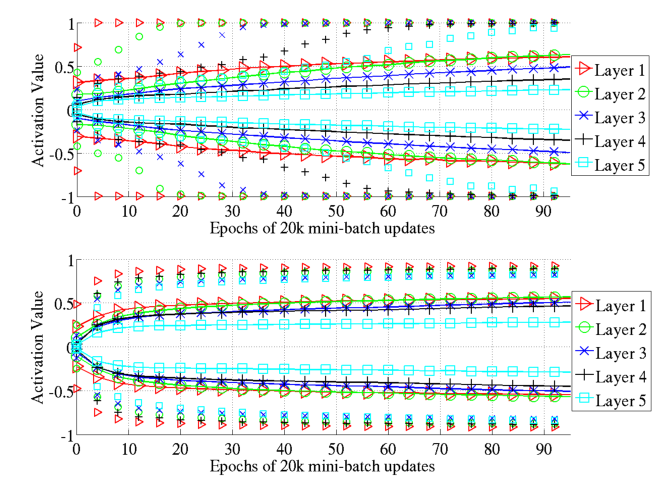 1
0.5
0
-0.5
-1
Activation Value
0 10 20 30 40 50 60 70 80 90
Epochs of 20k mini-batch updates
Layer 1
Layer 2
Layer 3
Layer 4
Layer 5
1
0.5
0
-0.5
-1
Activation Value
0 10 20 30 40 50 60 70 80 90
Epochs of 20k mini-batch updates
Layer 1
Layer 2
Layer 3
Layer 4
Layer 5